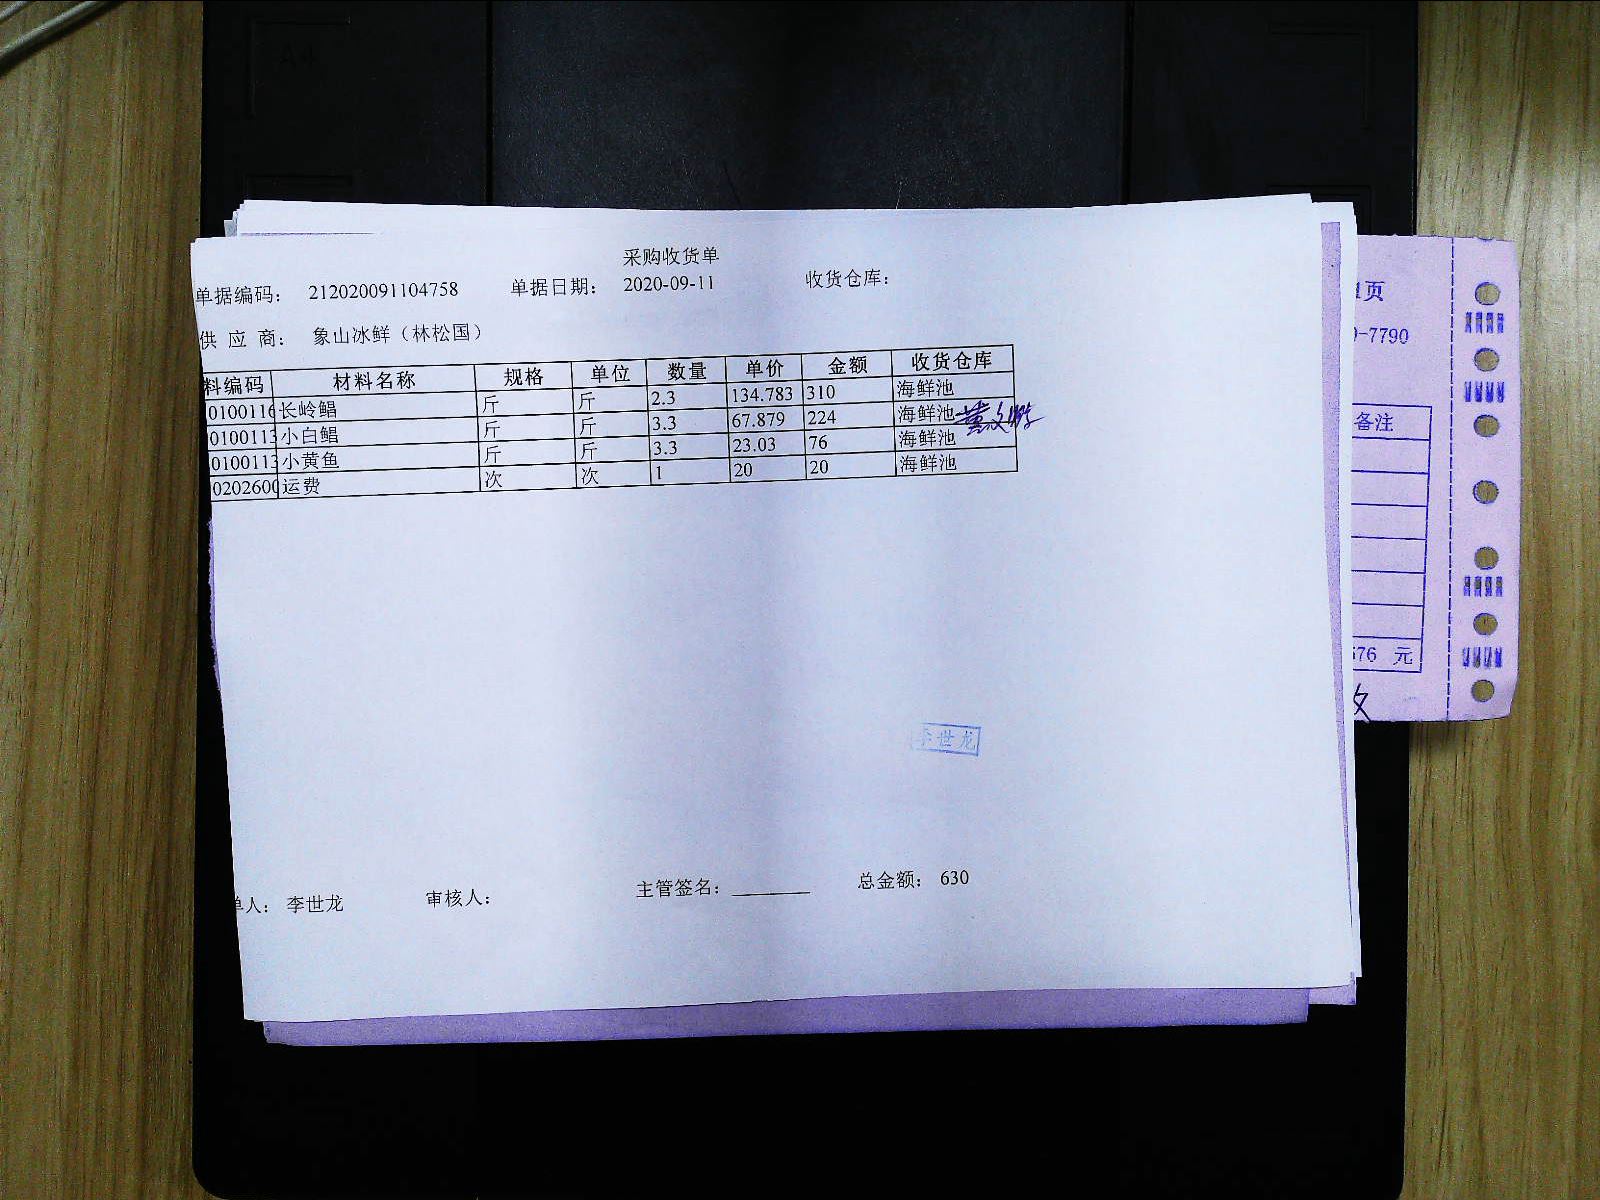 采购收货单
单据编码： 212020091104758 单据日期： 2020-09-11 收货仓库：
供 应 商： 象山冰鲜（林松国）
料编码 材料名称 规格 单位 数量 单价 金额 收货仓库
0100116 长岭鲳 斤 斤 2.3 134.783 310 海鲜池
0100113 小白鲳 斤 斤 3.3 67.879 224 海鲜池
0100113 小黄鱼 斤 斤 3.3 23.03 76 海鲜池
0202600 运费 次 次 1 20 20 海鲜池
李世龙
单人： 李世龙 审核人： 主管签名： 总金额： 630
页
-7790
备注
676 元
A4